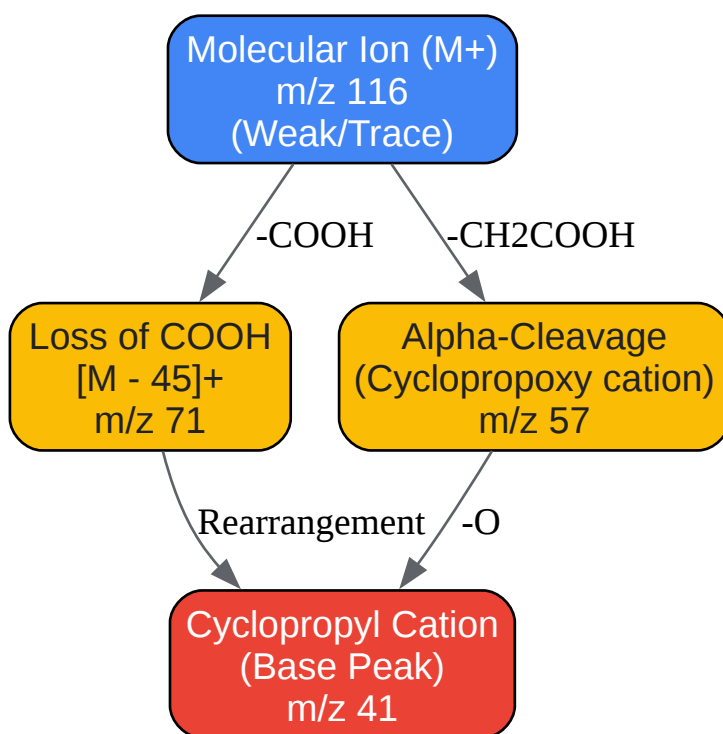 Molecular Ion (M+)
m/z 116
(Weak/Trace)
-COOH
-CH2COOH
Loss of COOH
[M - 45]+
m/z 71
Alpha-Cleavage
(Cyclopropoxy cation)
m/z 57
Rearrangement
-O
Cyclopropyl Cation
(Base Peak)
m/z 41